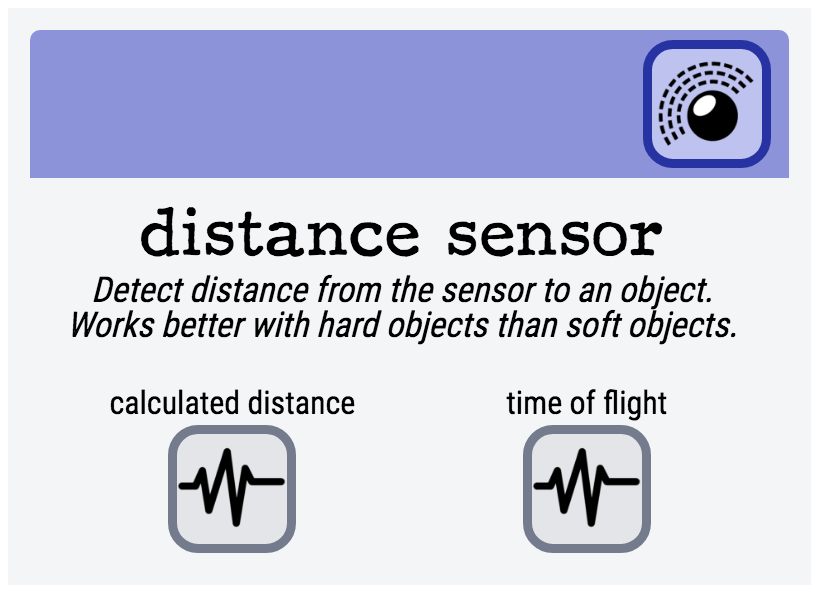 distance sensor
Detect distance from the sensor to an object.
Works better with hard objects than soft objects.
calculated distance
time of flight